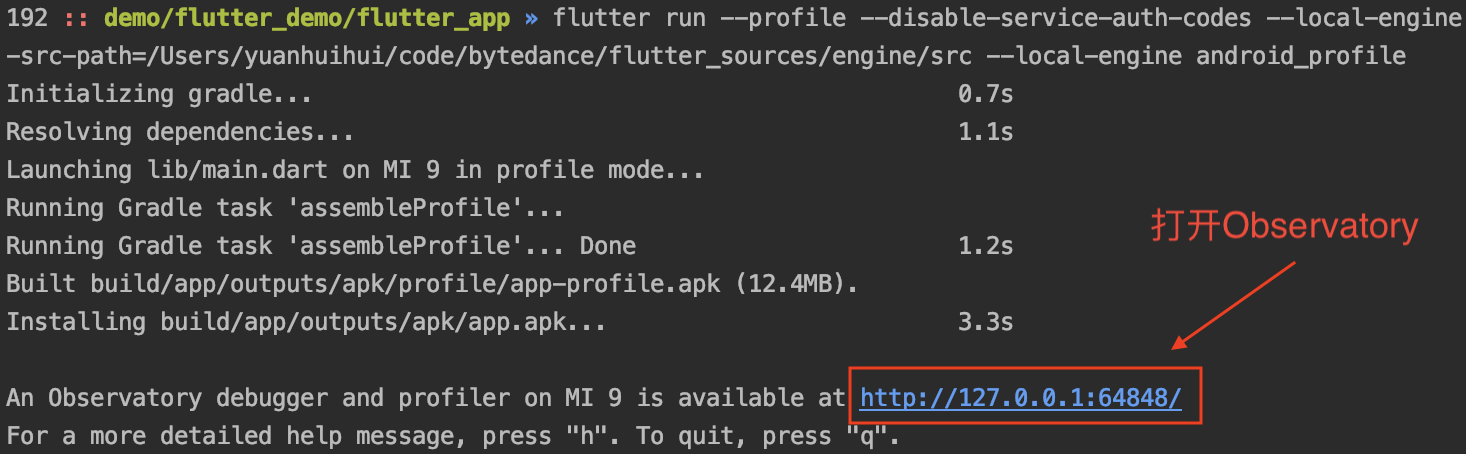 192 :: demo/flutter_demo/flutter_app » flutter run --profile --disable-service-auth-codes --local-engine
-src-path=/Users/yuanhuihui/code/bytedance/flutter_sources/engine/src --local-engine android_profile
Initializing gradle... 0.7s
Resolving dependencies... 1.1s
Launching lib/main.dart on MI 9 in profile mode...
Running Gradle task 'assembleProfile'...
打开Observatory
Running Gradle task 'assembleProfile'... Done 1.2s
Built build/app/outputs/apk/profile/app-profile.apk (12.4MB).
Installing build/app/outputs/apk/app.apk... 3.3s
An Observatory debugger and profiler on MI 9 is available at http://127.0.0.1:64848/
For a more detailed help message, press "h". To quit, press "q".